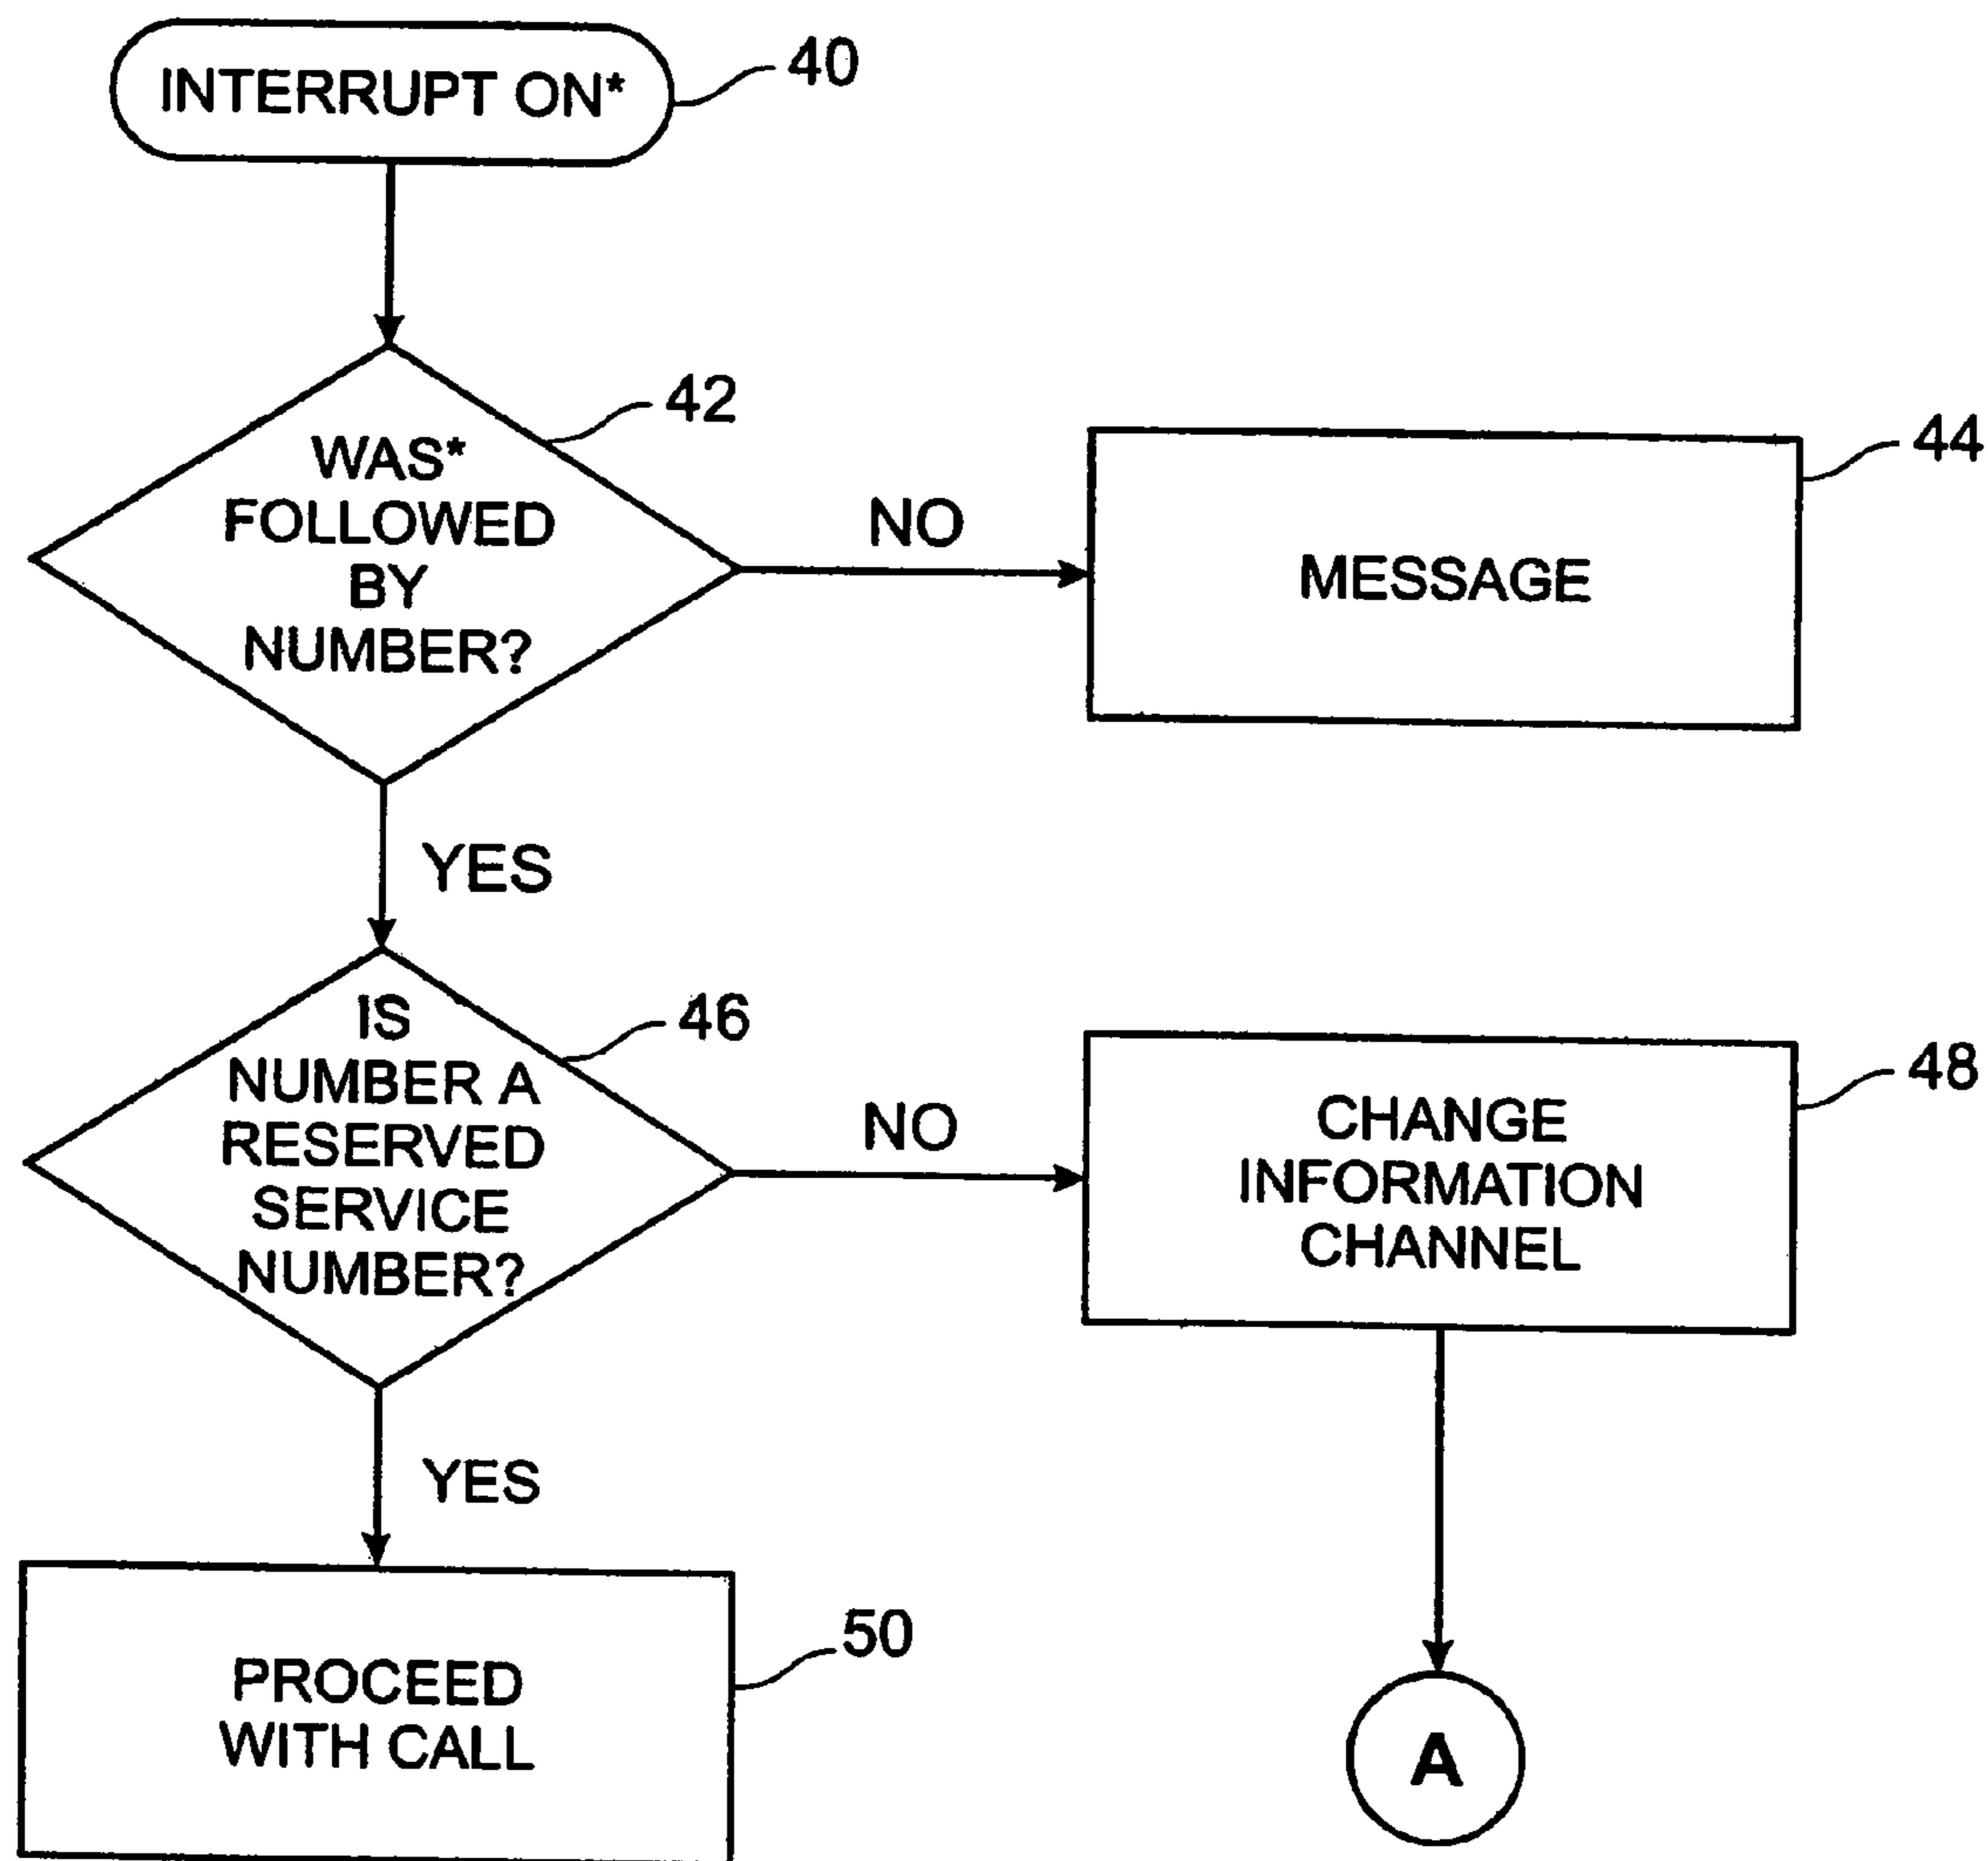 INTERRUPT ON*
40
WAS*
FOLLOWED
BY
NUMBER?
42
NO
MESSAGE
44
YES
IS
NUMBER A
RESERVED
SERVICE
NUMBER?
46
NO
CHANGE
INFORMATION
CHANNEL
48
YES
PROCEED
WITH CALL
50
A